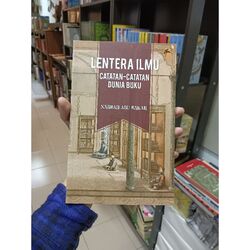 LENTERA ILMU
CATATAN-CATATAN
DUNIA BUKU